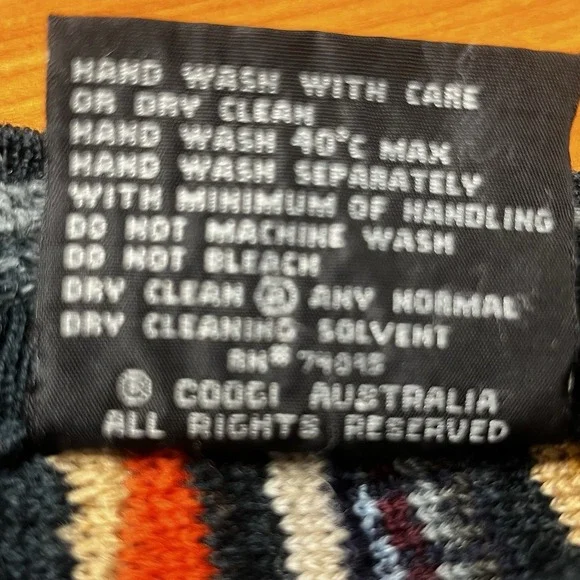 HAND WASH WITH CARE
OR DRY CLEAN
HAND WASH 40°C MAX
HAND WASH SEPARATELY
WITH MINIMUM OF HANDLING
DO NOT MACHINE WASH
DO NOT BLEACH
DRY CLEAN Ⓐ ANY NORMAL
DRY CLEANING SOLVENT
RN# 
® COOGI AUSTRALIA
ALL RIGHTS RESERVED